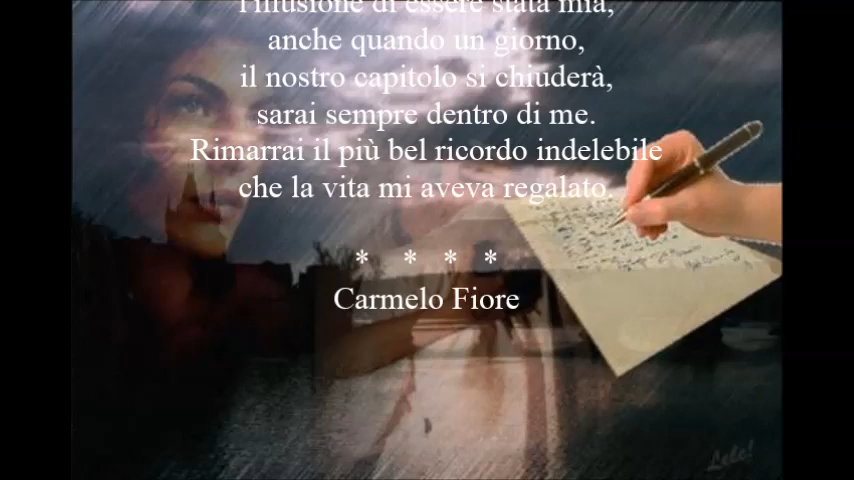 l'illusione di essere stata mia,
anche quando un giorno,
il nostro capitolo si chiuderà,
sarai sempre dentro di me.
Rimarrai il più bel ricordo indelebile
che la vita mi aveva regalato.
* * * *
Carmelo Fiore
Lele!